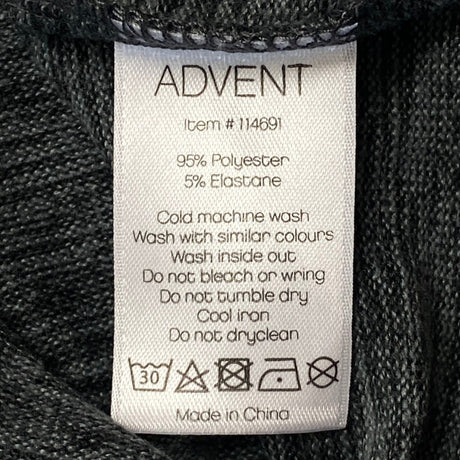 ADVENT
Item # 114691
95% Polyester
5% Elastane
Cold machine wash
Wash with similar colours
Wash inside out
Do not bleach or wring
Do not tumble dry
Cool iron
Do not dryclean
30
Made in China